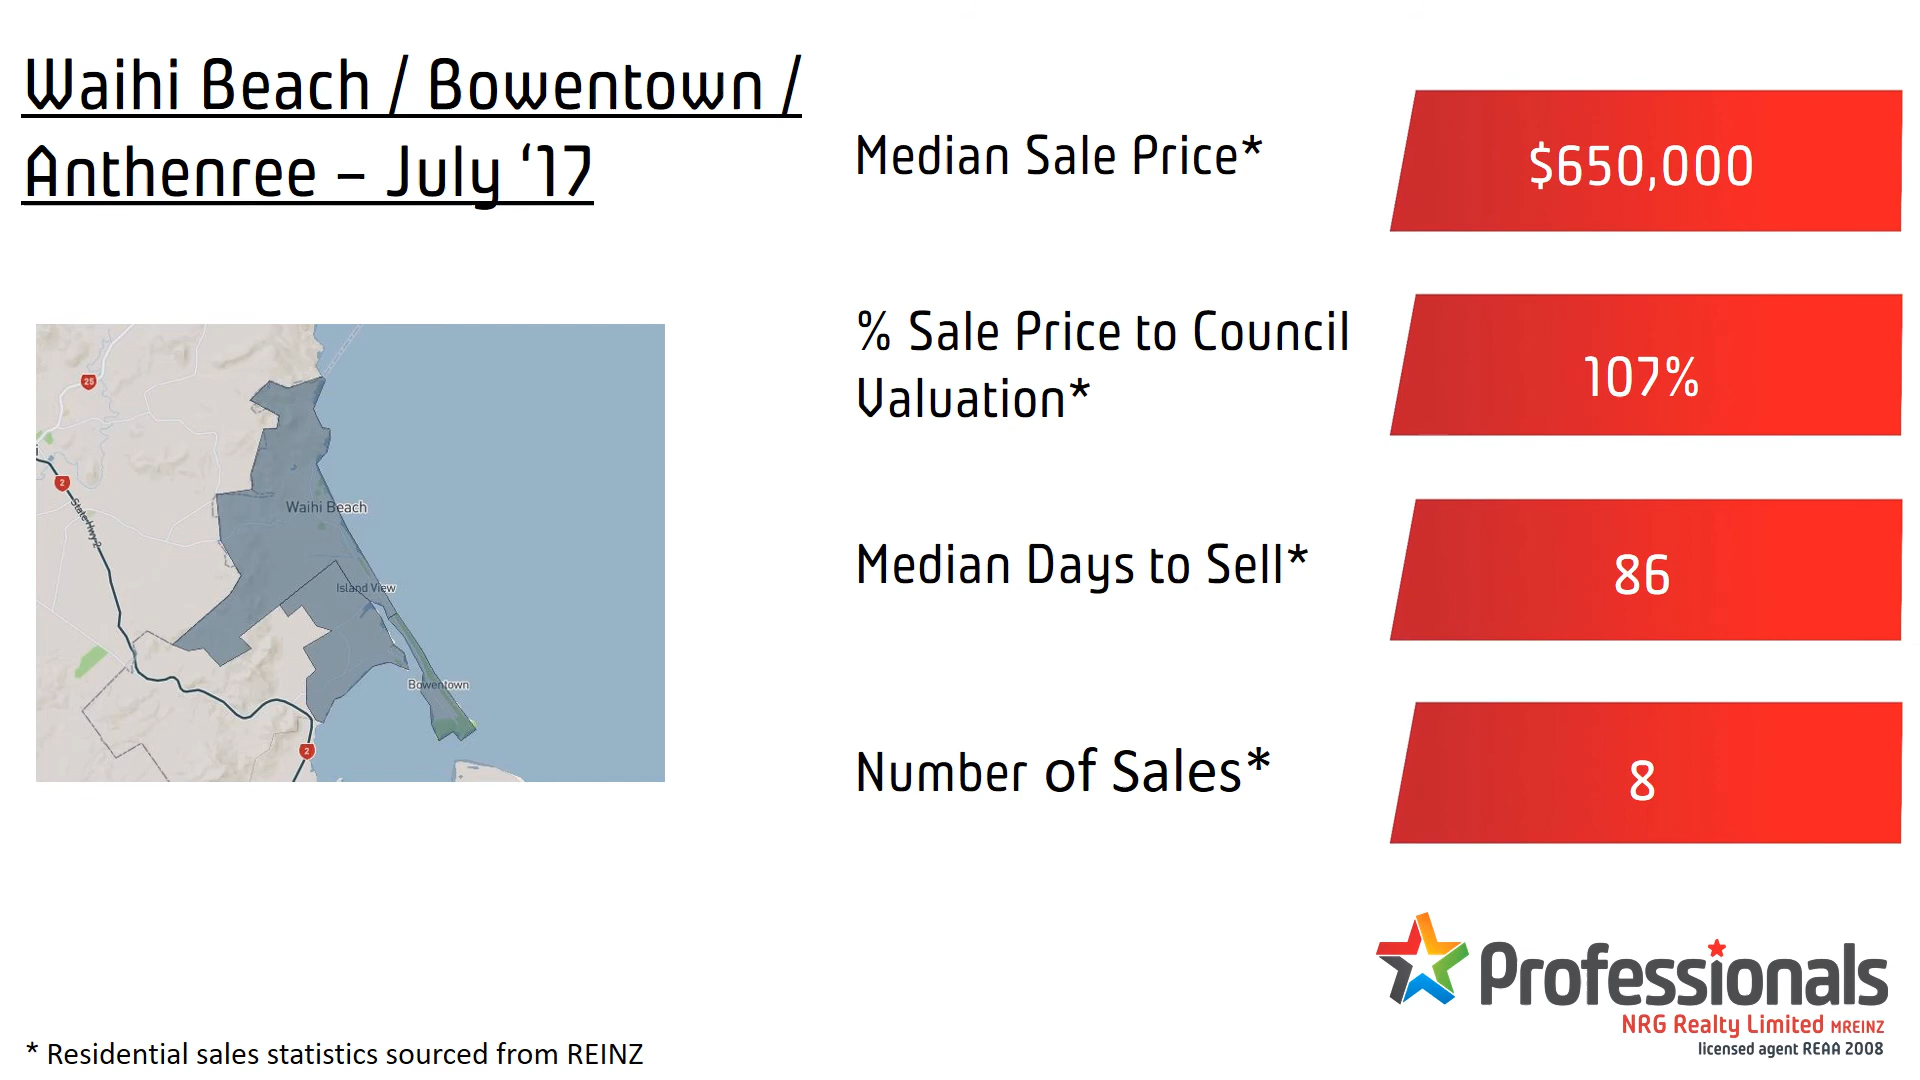 Waihi Beach / Bowentown /
Anthenree – July ‘17
Median Sale Price*
$650,000
% Sale Price to Council
Valuation*
107%
Median Days to Sell*
86
Number of Sales*
8
25
2
State Hwy 2
Waihi Beach
Island View
Bowentown
2
Professionals
NRG Realty Limited MREINZ
licensed agent REAA 2008
* Residential sales statistics sourced from REINZ